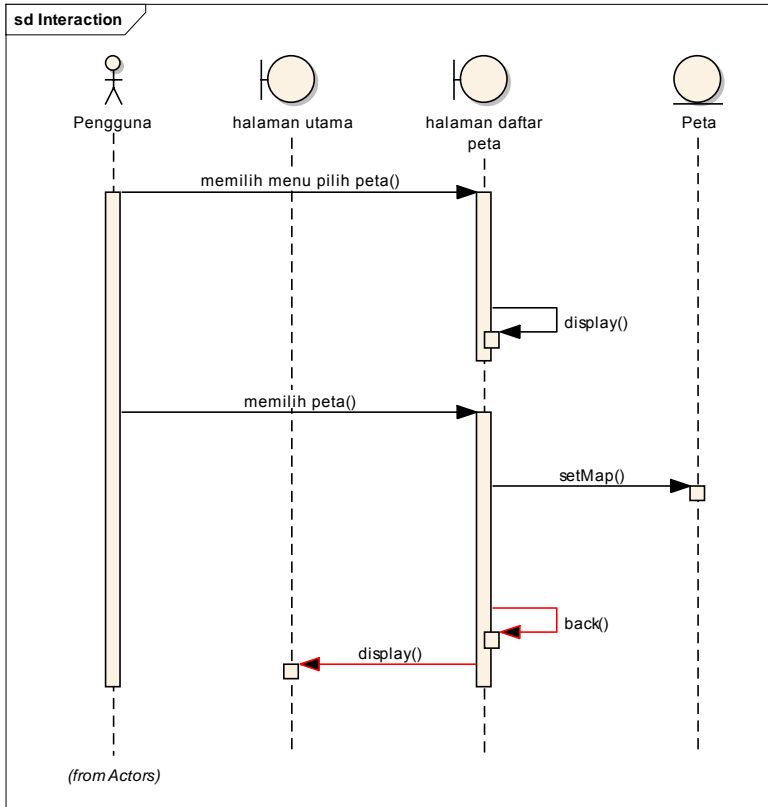 sd Interaction
Pengguna
halaman utama
halaman daftar
peta
Peta
memilih menu pilih peta()
display()
memilih peta()
setMap()
back()
display()
(from Actors)